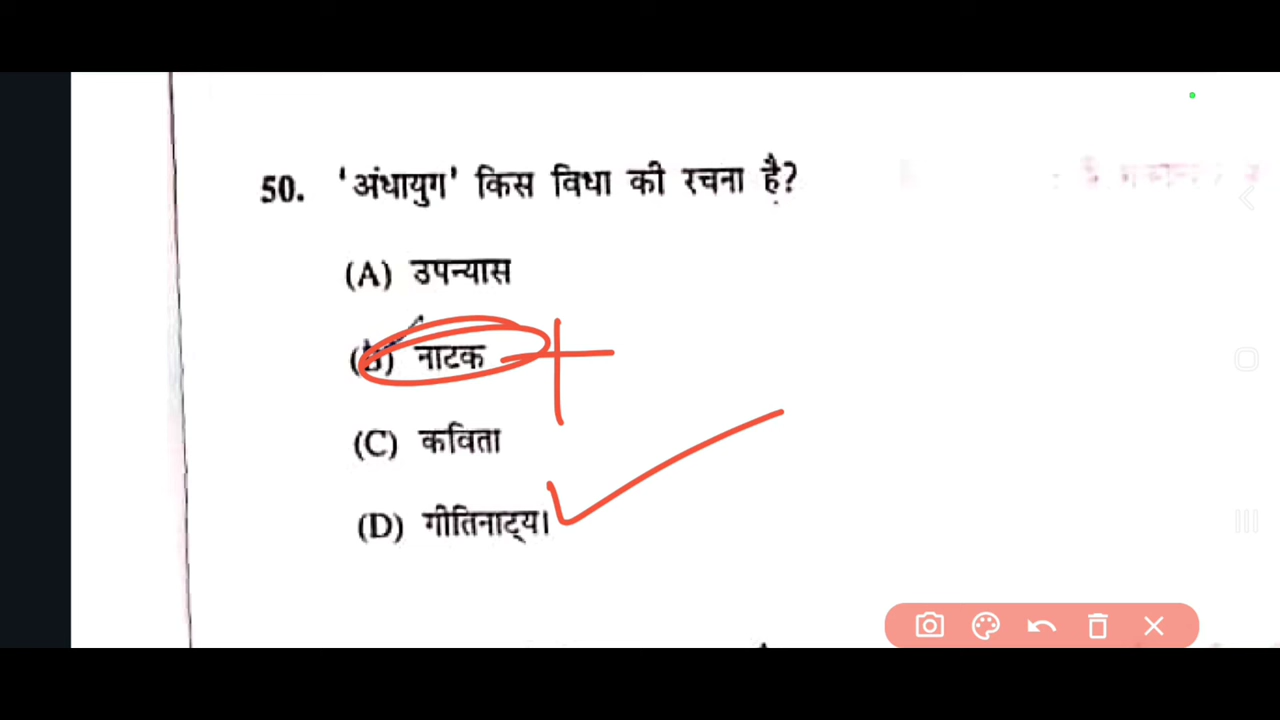 50. 'अंधायुग' किस विधा की रचना है?
(A) उपन्यास
(B) नाटक
(C) कविता
(D) गीतिनाट्य।